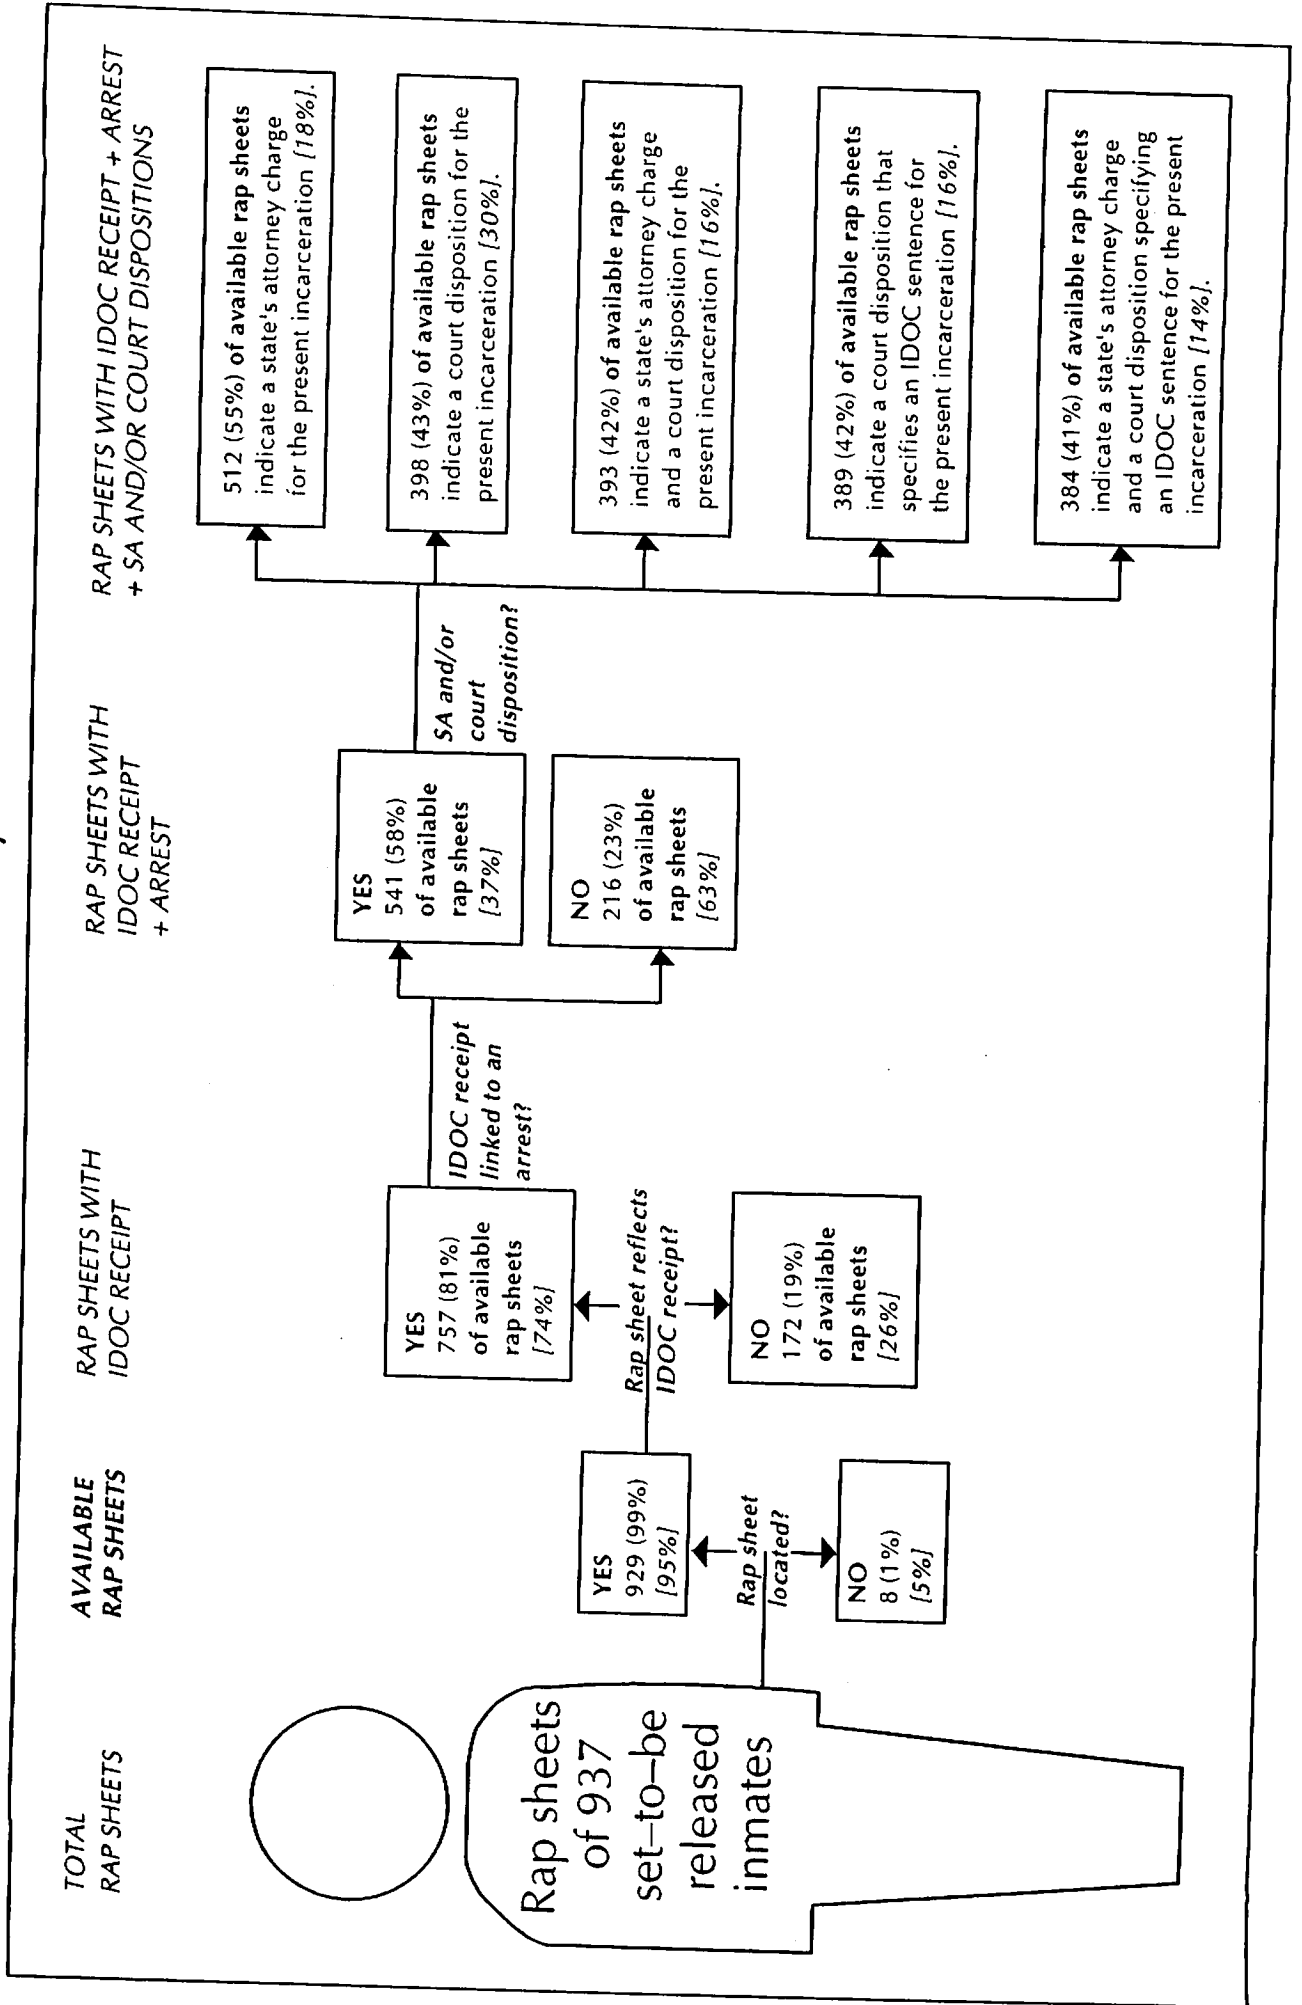 TOTAL
RAP SHEETS
AVAILABLE
RAP SHEETS
RAP SHEETS WITH
IDOC RECEIPT
RAP SHEETS WITH
IDOC RECEIPT
+ ARREST
RAP SHEETS WITH IDOC RECEIPT + ARREST
+ SA AND/OR COURT DISPOSITIONS
Rap sheets
of 937
set-to-be
released
inmates
Rap sheet
located?
YES
929 (99%)
[95%]
NO
8 (1%)
[5%]
Rap sheet reflects
IDOC receipt?
YES
757 (81%)
of available
rap sheets
[74%]
NO
172 (19%)
of available
rap sheets
[26%]
IDOC receipt
linked to an
arrest?
YES
541 (58%)
of available
rap sheets
[37%]
NO
216 (23%)
of available
rap sheets
[63%]
SA and/or
court
disposition?
512 (55%) of available rap sheets
indicate a state's attorney charge
for the present incarceration [18%].
398 (43%) of available rap sheets
indicate a court disposition for the
present incarceration [30%].
393 (42%) of available rap sheets
indicate a state's attorney charge
and a court disposition for the
present incarceration [16%].
389 (42%) of available rap sheets
indicate a court disposition that
specifies an IDOC sentence for
the present incarceration [16%].
384 (41%) of available rap sheets
indicate a state's attorney charge
and a court disposition specifying
an IDOC sentence for the present
incarceration [14%].